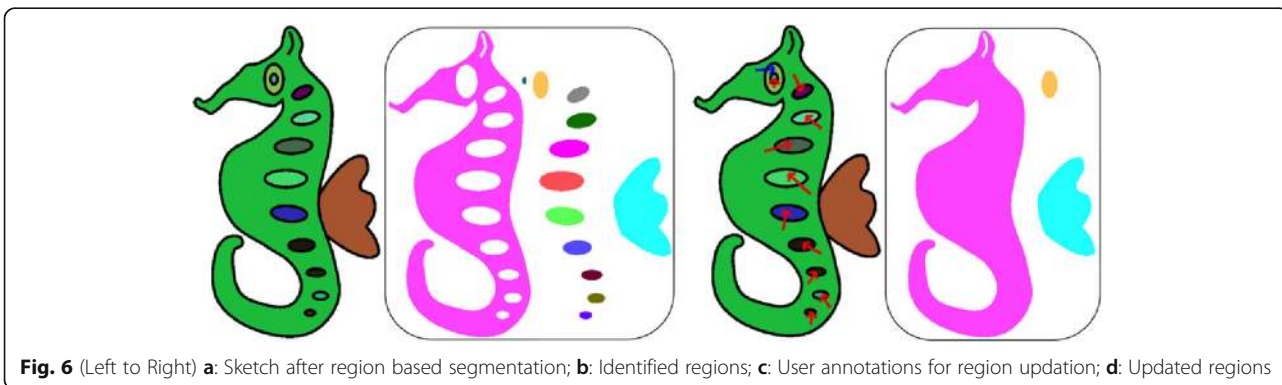 Fig. 6 (Left to Right) a: Sketch after region based segmentation; b: Identified regions; c: User annotations for region updation; d: Updated regions